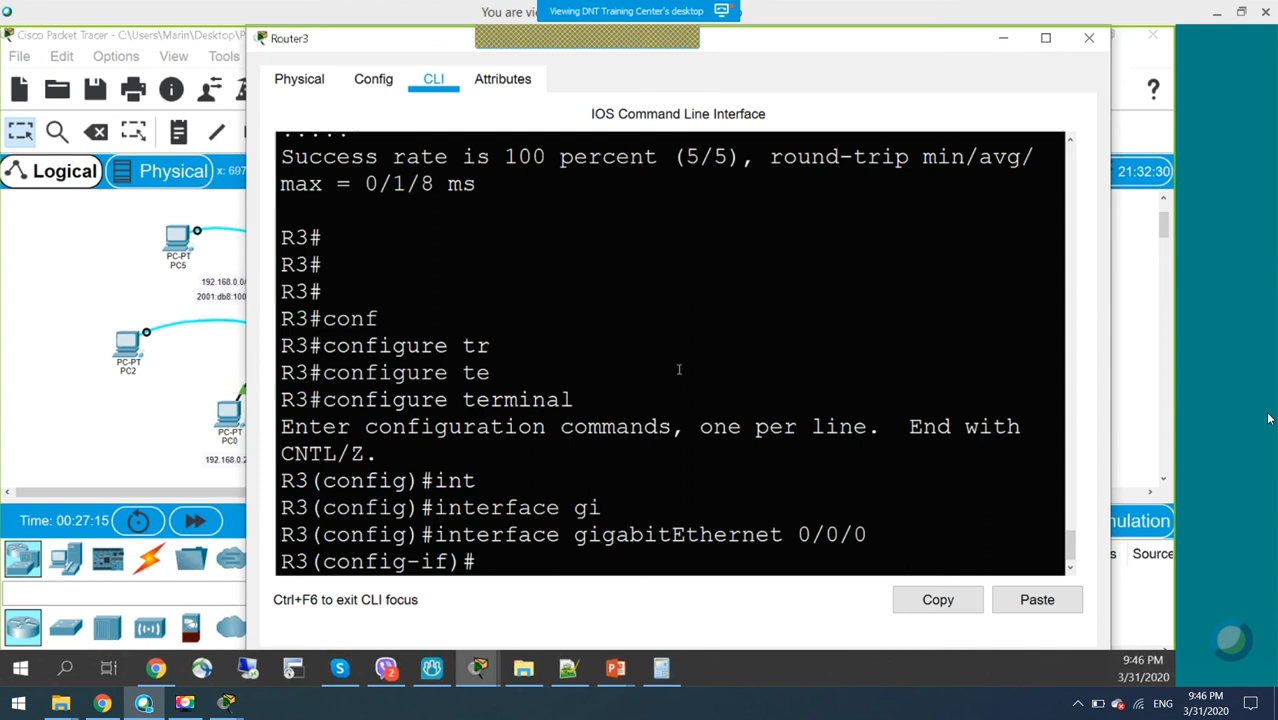 You are vie
Viewing DNT Training Center's desktop
Cisco Packet Tracer - C:\Users\Marin\Desktop\P
File Edit Options View Tools
Router3
Physical Config CLI Attributes
IOS Command Line Interface
Logical
Physical
x: 697
21:32:30
PC-PT
PC5
192.168.0.0/
2001:db8:100
PC-PT
PC2
PC-PT
PC0
192.168.0.2
.....
Success rate is 100 percent (5/5), round-trip min/avg/
max = 0/1/8 ms
R3#
R3#
R3#
R3#conf
R3#configure tr
R3#configure te
R3#configure terminal
Enter configuration commands, one per line.  End with
CNTL/Z.
R3(config)#int
R3(config)#interface gi
R3(config)#interface gigabitEthernet 0/0/0
R3(config-if)#
Ctrl+F6 to exit CLI focus
Copy
Paste
Time: 00:27:15
mulation
s
Source
9:46 PM
3/31/2020
ENG
9:46 PM
3/31/2020